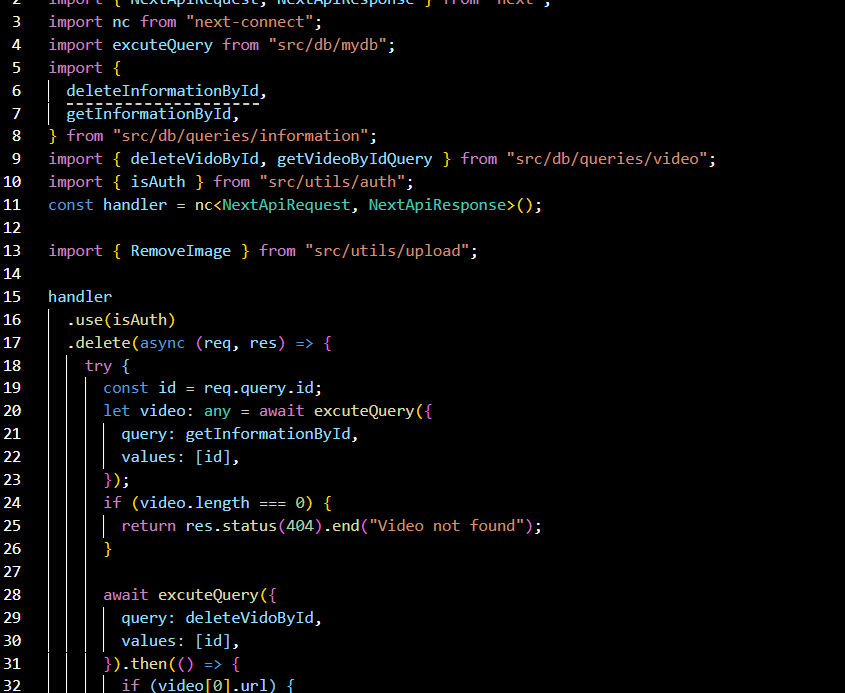 2 import { NextApiRequest, NextApiResponse } from "next";
3 import nc from "next-connect";
4 import excuteQuery from "src/db/mydb";
5 import {
6 deleteInformationById,
7 getInformationById,
8 } from "src/db/queries/information";
9 import { deleteVidoById, getVideoByIdQuery } from "src/db/queries/video";
10 import { isAuth } from "src/utils/auth";
11 const handler = nc<NextApiRequest, NextApiResponse>();
12
13 import { RemoveImage } from "src/utils/upload";
14
15 handler
16 .use(isAuth)
17 .delete(async (req, res) => {
18 try {
19 const id = req.query.id;
20 let video: any = await excuteQuery({
21 query: getInformationById,
22 values: [id],
23 });
24 if (video.length === 0) {
25 return res.status(404).end("Video not found");
26 }
27
28 await excuteQuery({
29 query: deleteVidoById,
30 values: [id],
31 }).then(() => {
32 if (video[0].url) {